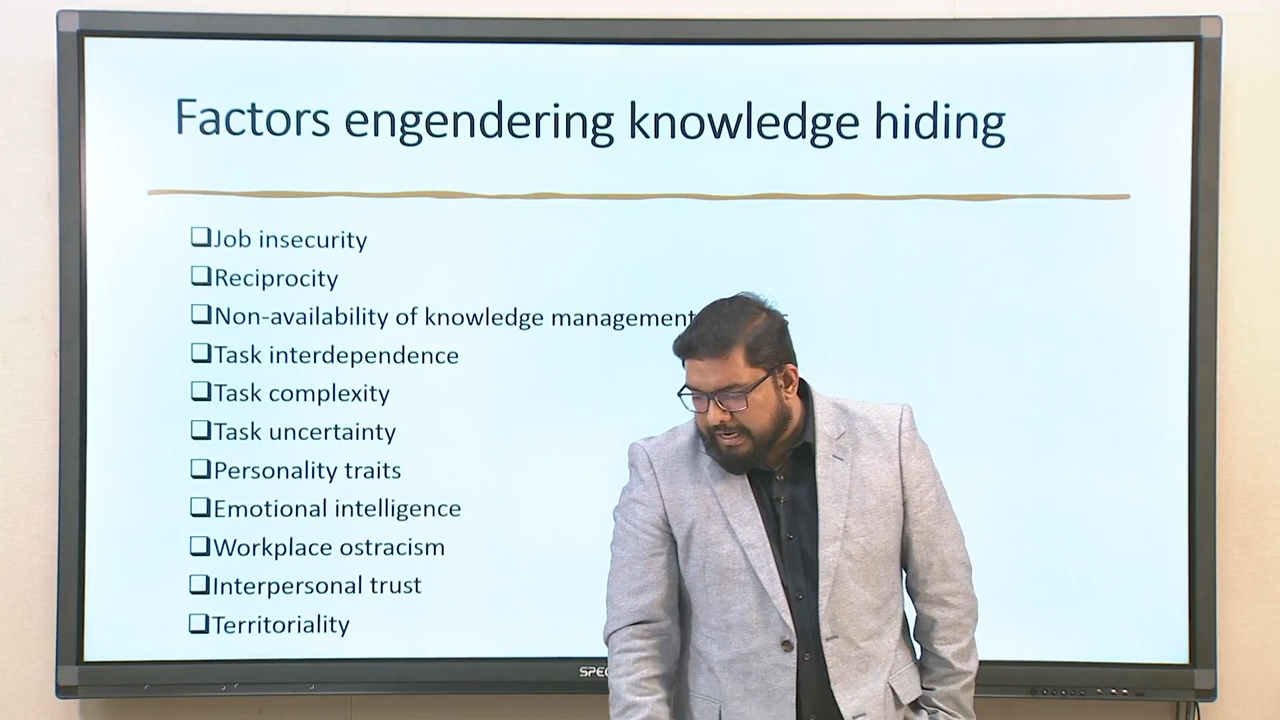 Factors engendering knowledge hiding
❑Job insecurity
❑Reciprocity
❑Non-availability of knowledge management
❑Task interdependence
❑Task complexity
❑Task uncertainty
❑Personality traits
❑Emotional intelligence
❑Workplace ostracism
❑Interpersonal trust
❑Territoriality